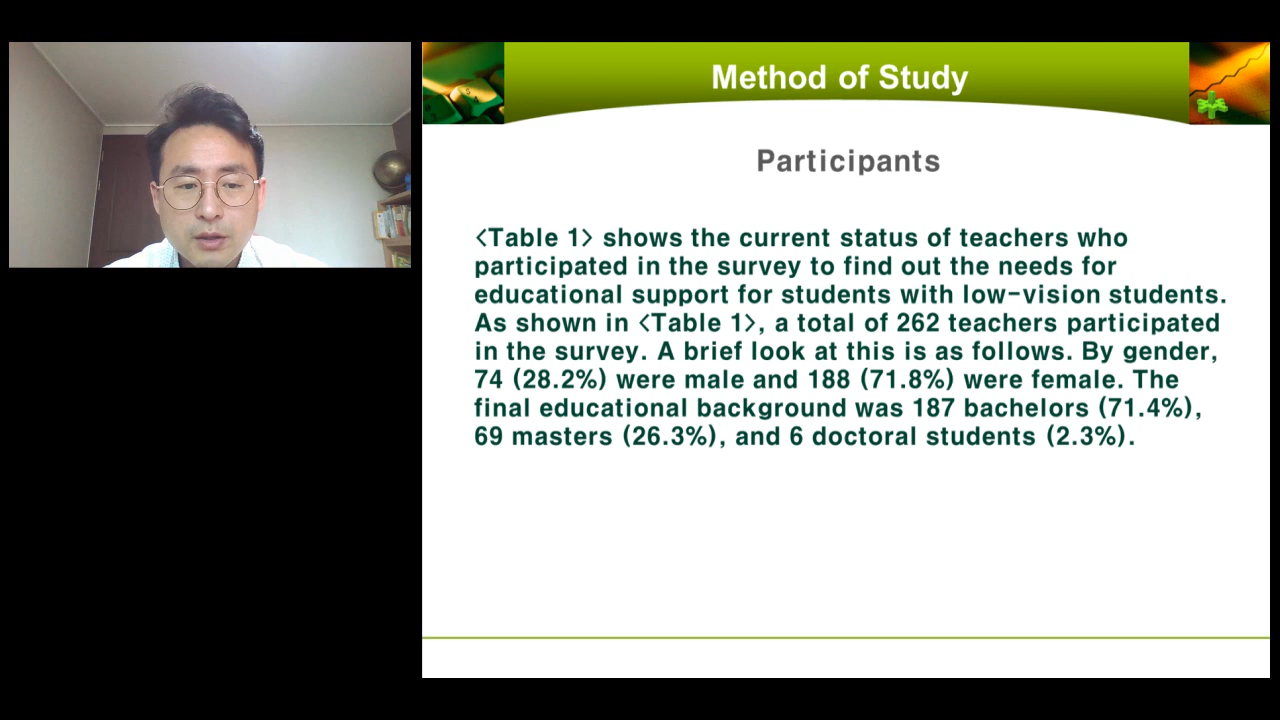 Method of Study
Participants
<Table 1> shows the current status of teachers who
participated in the survey to find out the needs for
educational support for students with low-vision students.
As shown in <Table 1>, a total of 262 teachers participated
in the survey. A brief look at this is as follows. By gender,
74 (28.2%) were male and 188 (71.8%) were female. The
final educational background was 187 bachelors (71.4%),
69 masters (26.3%), and 6 doctoral students (2.3%).